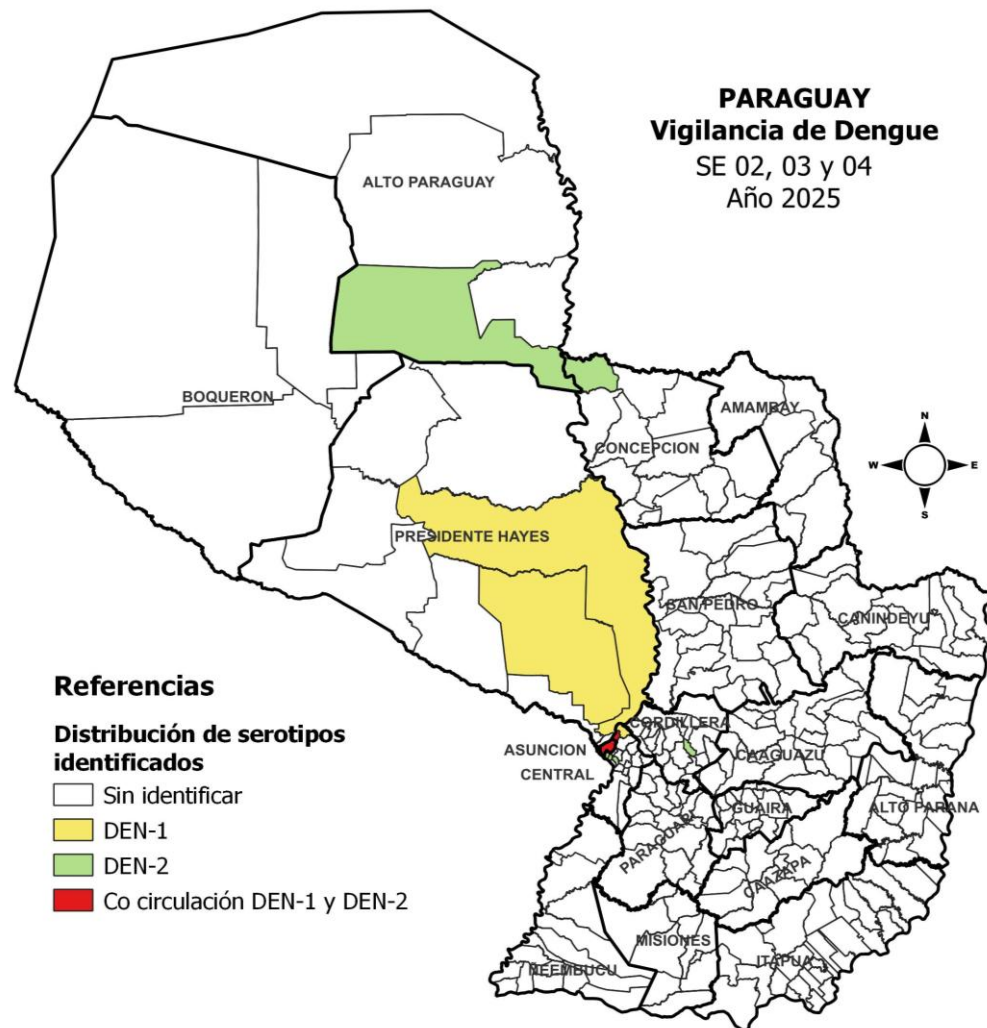 PARAGUAY
Vigilancia de Dengue
SE 02, 03 y 04
Año 2025
ALTO PARAGUAY
BOQUERON
AMAMBAY
CONCEPCION
N
W
E
S
PRESIDENTE HAYES
SAN PEDRO
CANINDEYU
CORDILLERA
ASUNCION
CAAGUAZU
CENTRAL
GUAIRA
ALTO PARANA
PARAGUARI
CAAZAPA
MISIONES
ITAPUA
ÑEEMBUCU
Referencias
Distribución de serotipos
identificados
Sin identificar
DEN-1
DEN-2
Co circulación DEN-1 y DEN-2